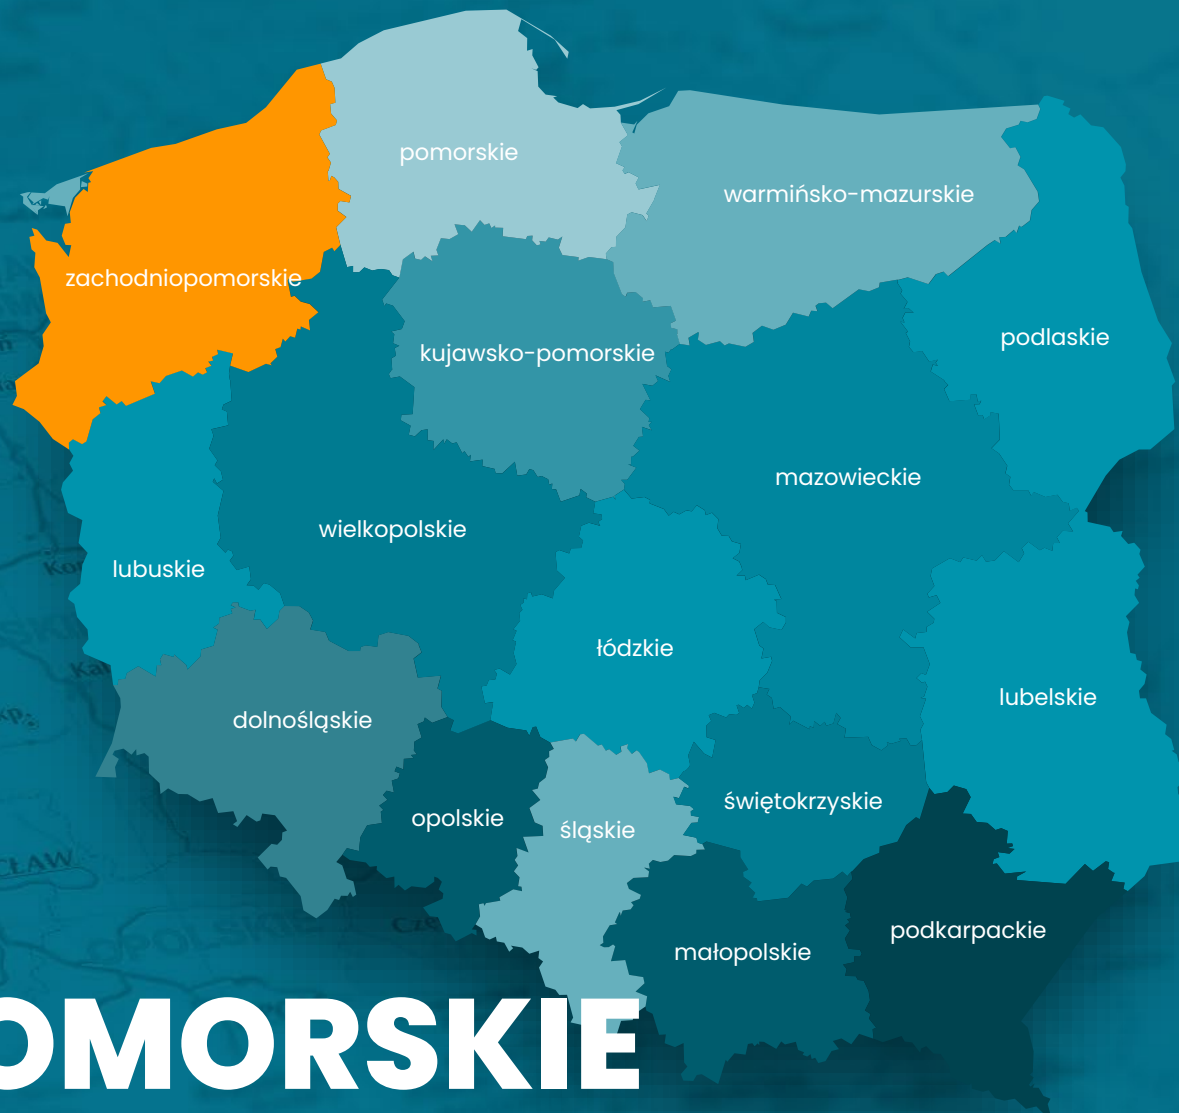 pomorskie
warmińsko-mazurskie
zachodniopomorskie
podlaskie
kujawsko-pomorskie
mazowieckie
wielkopolskie
lubuskie
łódzkie
lubelskie
dolnośląskie
świętokrzyskie
opolskie
śląskie
podkarpackie
małopolskie
OPOLSKIE
OMORSKIE